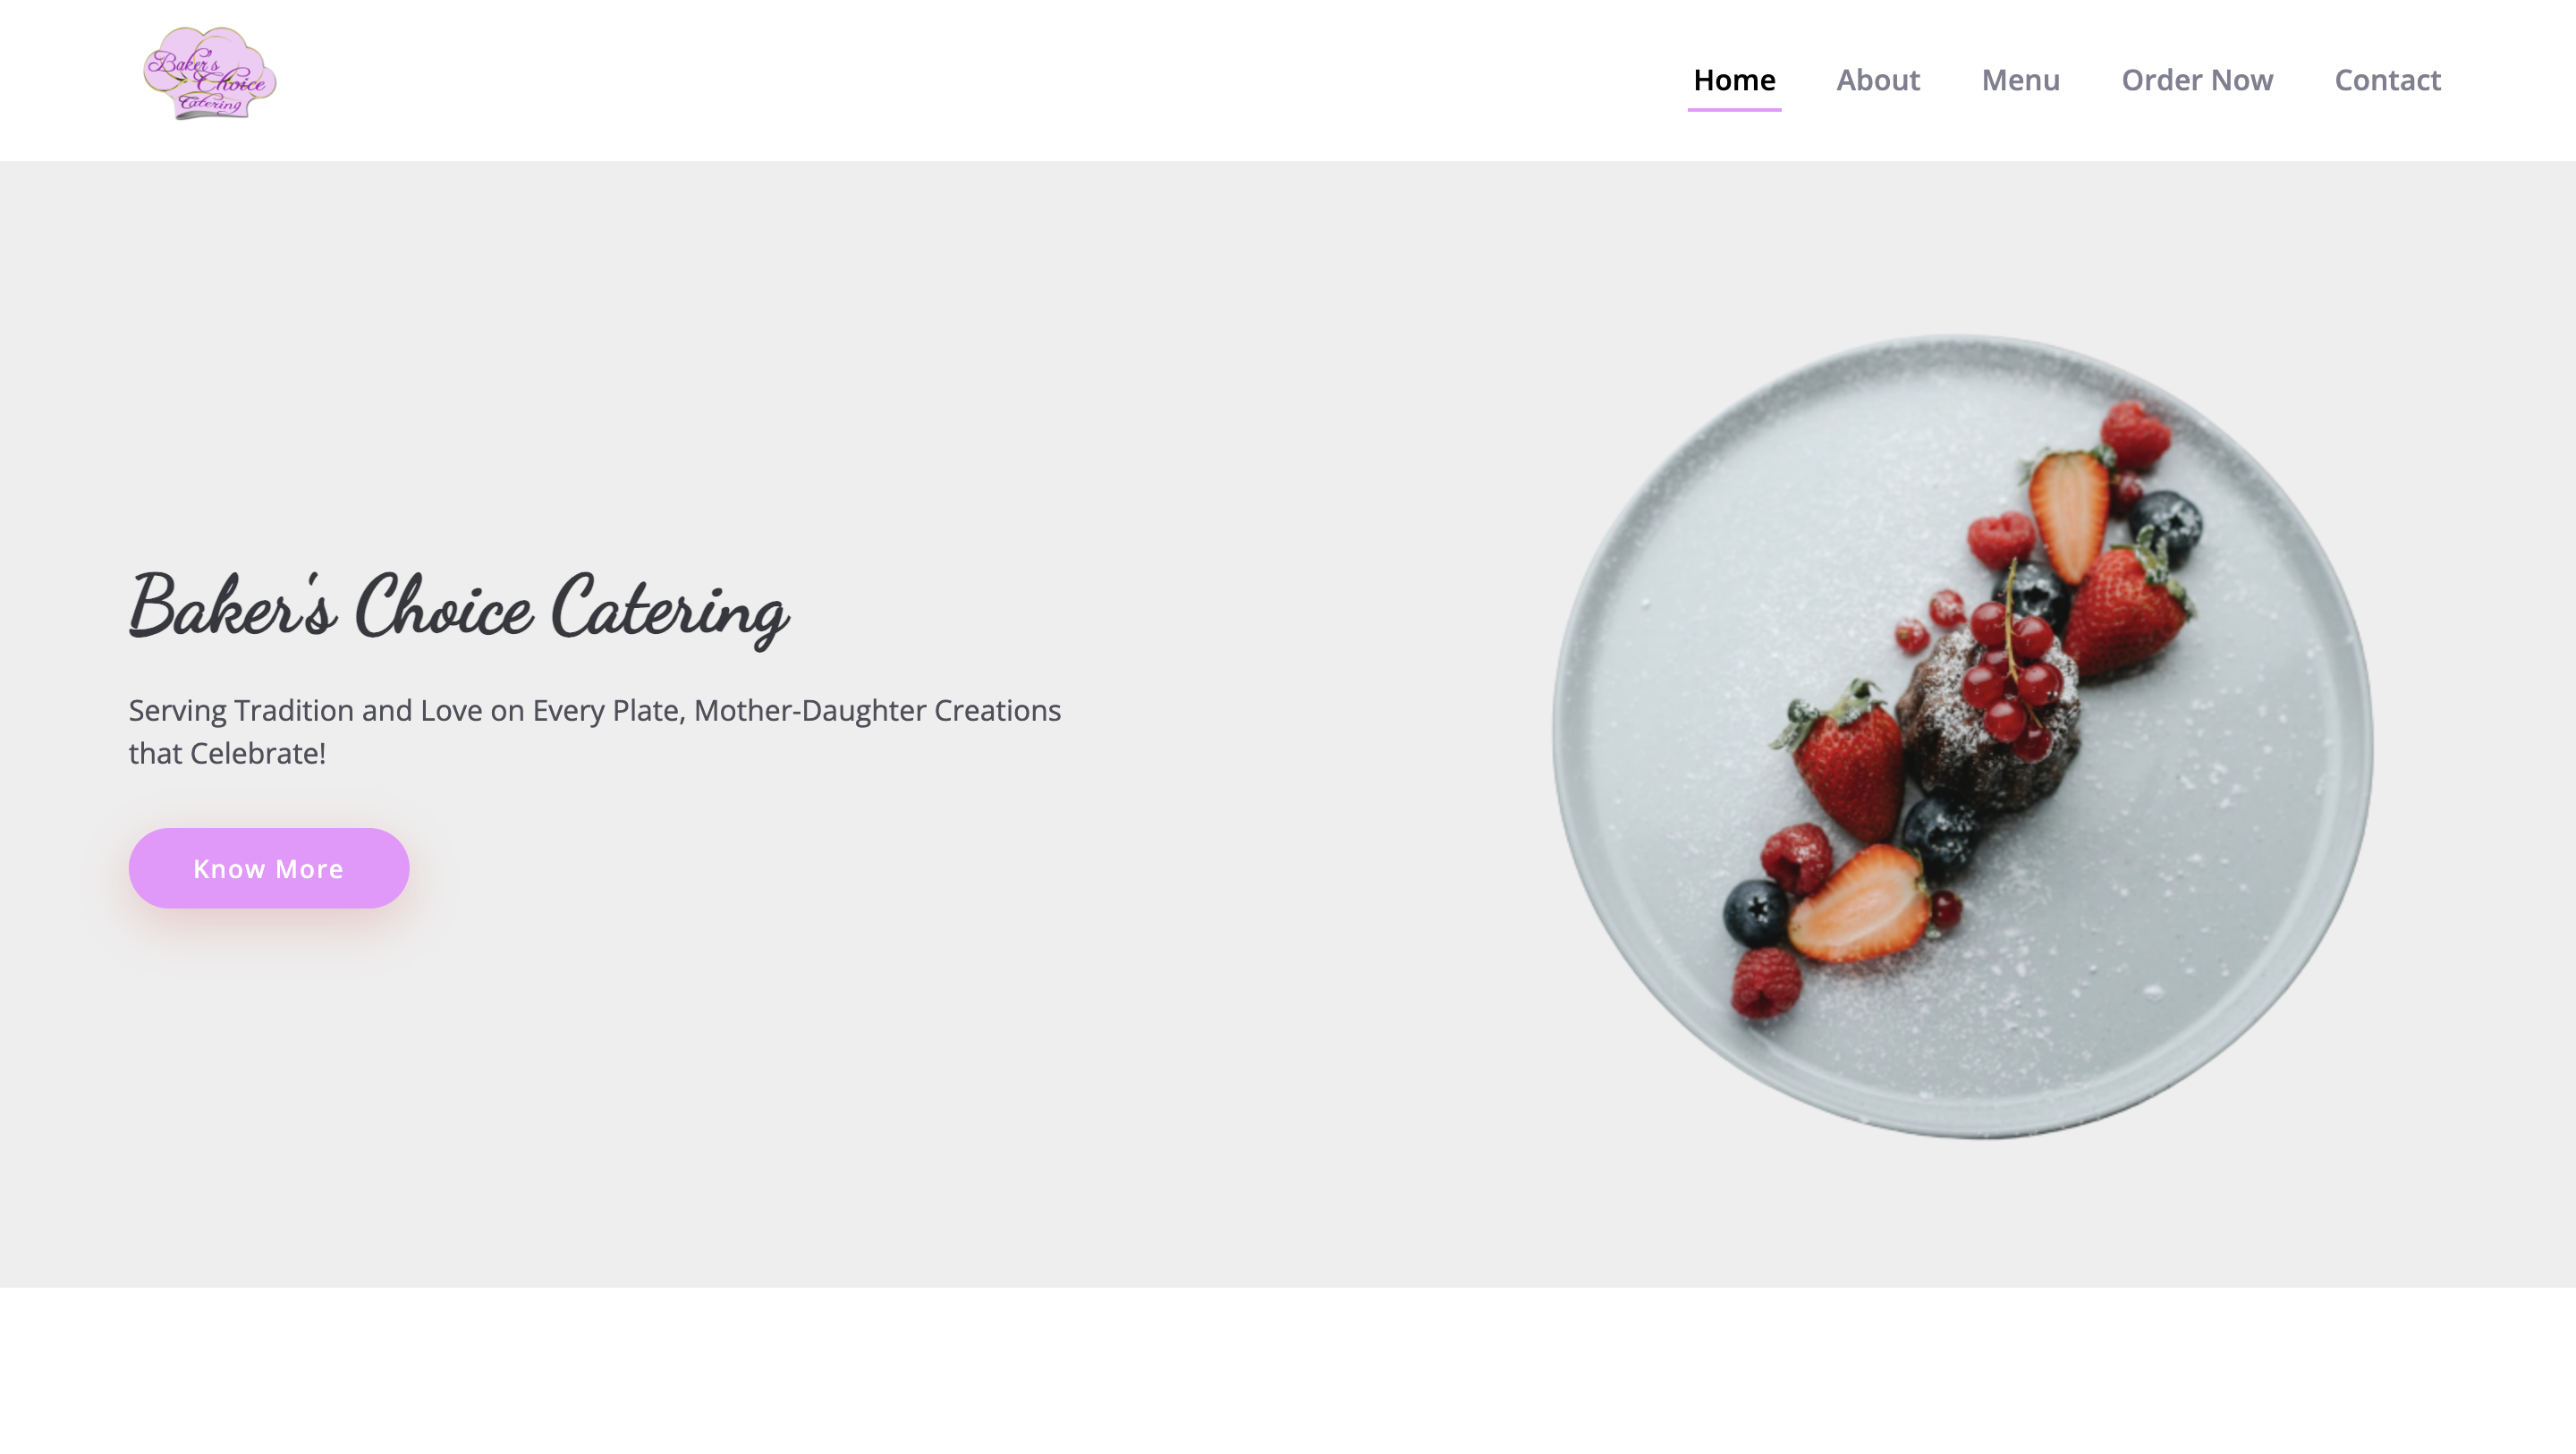 Baker's
Choice
Catering
Home About Menu Order Now Contact
Baker's Choice Catering
Serving Tradition and Love on Every Plate, Mother-Daughter Creations
that Celebrate!
Know More